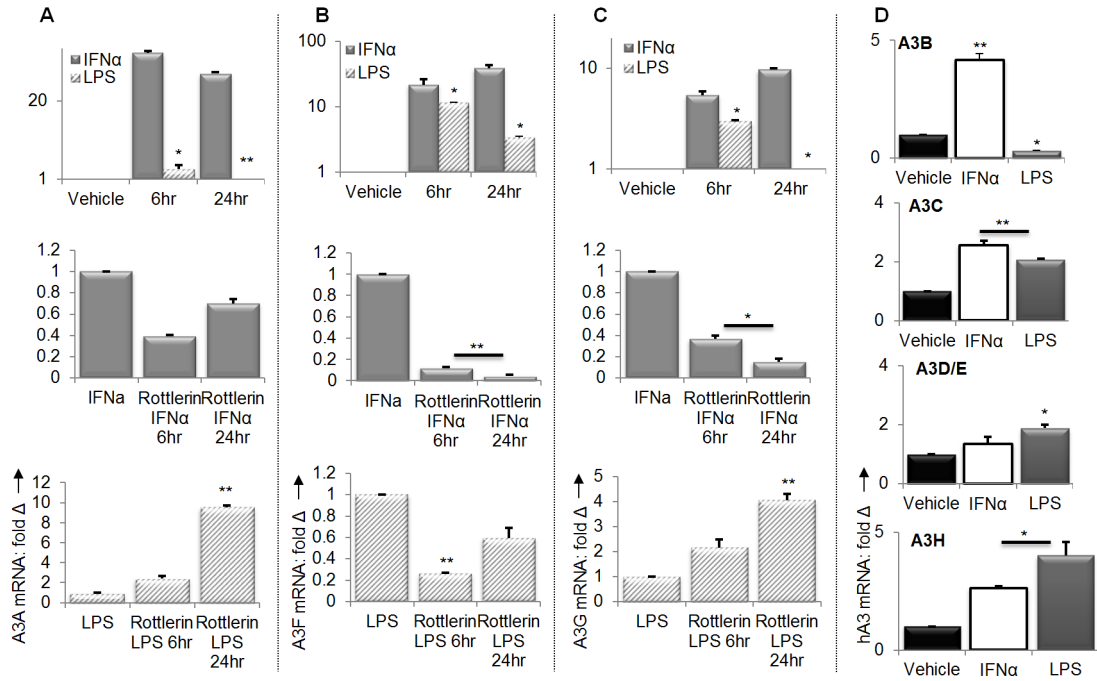 A
IFNα
LPS
20
1
*
**
Vehicle
6hr
24hr
1.2
1
0.8
0.6
0.4
0.2
0
IFNa
Rottlerin
IFNα
6hr
Rottlerin
IFNα
24hr
A3A mRNA: fold Δ
12
10
8
6
4
2
0
**
LPS
Rottlerin
LPS 6hr
Rottlerin
LPS
24hr
B
100
10
1
IFNα
LPS
*
*
Vehicle
6hr
24hr
1.2
1
0.8
0.6
0.4
0.2
0
**
IFNa
Rottlerin
IFNα
6hr
Rottlerin
IFNα
24hr
A3F mRNA: fold Δ
1.2
1
0.8
0.6
0.4
0.2
0
**
LPS
Rottlerin
LPS 6hr
Rottlerin
LPS
24hr
C
10
1
IFNα
LPS
*
*
Vehicle
6hr
24hr
1.2
1
0.8
0.6
0.4
0.2
0
*
IFNa
Rottlerin
IFNα
6hr
Rottlerin
IFNα 24hr
A3G mRNA: fold Δ
5
4
3
2
1
0
**
LPS
Rottlerin
LPS 6hr
Rottlerin
LPS 24hr
D
A3B
5
0
**
*
Vehicle
IFNα
LPS
A3C
4
2
0
**
Vehicle
IFNα
LPS
A3D/E
4
2
0
*
Vehicle
IFNα
LPS
hA3 mRNA: fold Δ
A3H
5
0
*
Vehicle
IFNα
LPS